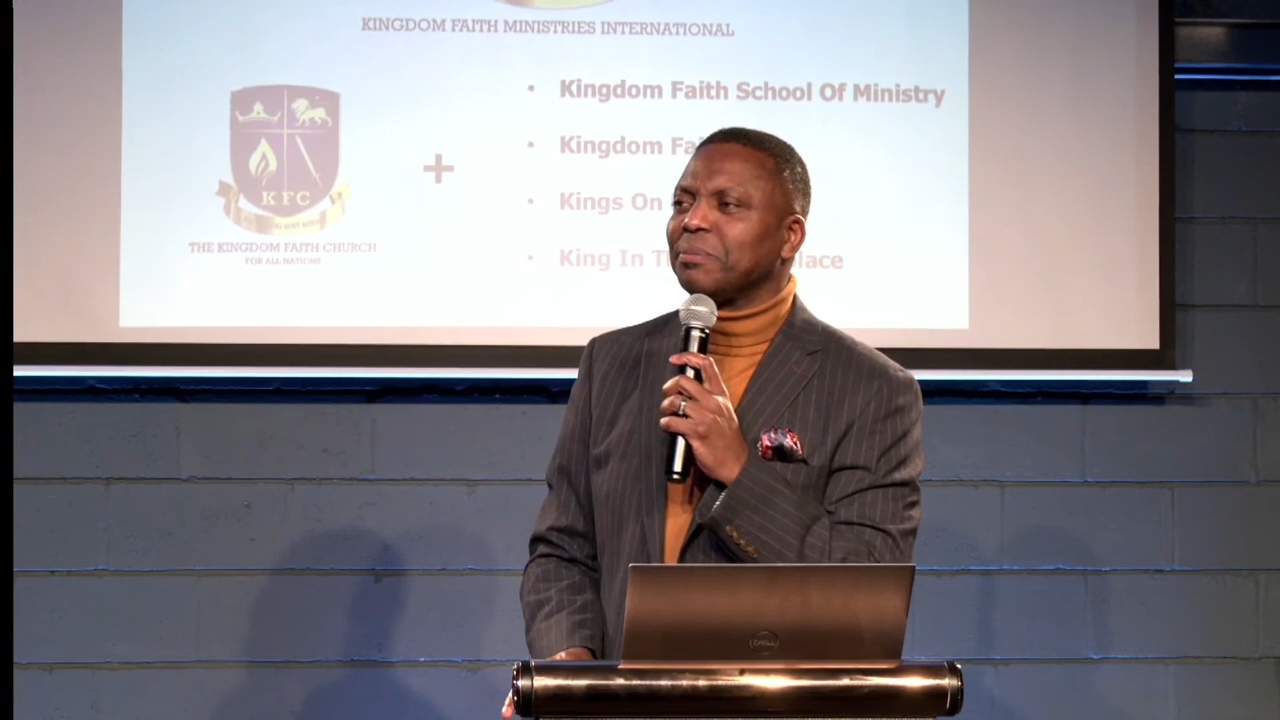 KINGDOM FAITH MINISTRIES INTERNATIONAL
• Kingdom Faith School Of Ministry
• Kingdom Fa
• Kings On
• King In T lace
+
KFC
THE KINGDOM FAITH CHURCH
FOR ALL NATIONS
DELL